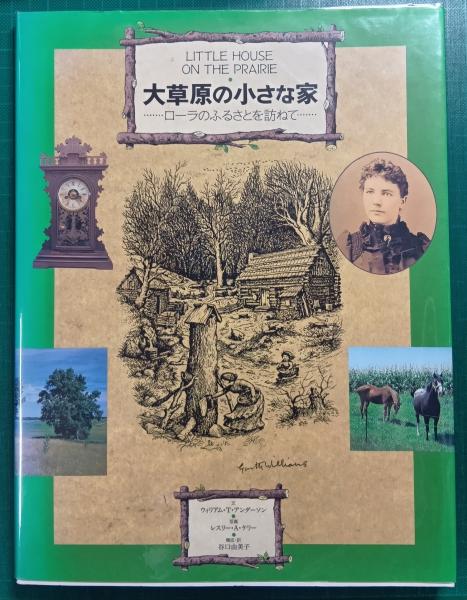 LITTLE HOUSE
ON THE PRAIRIE
大草原の小さな家
……ローラのふるさとを訪ねて……
Garth Williams
文
ウィリアム・T・アンダーソン
写真
レスリー・A・ケリー
構成・訳
谷口由美子